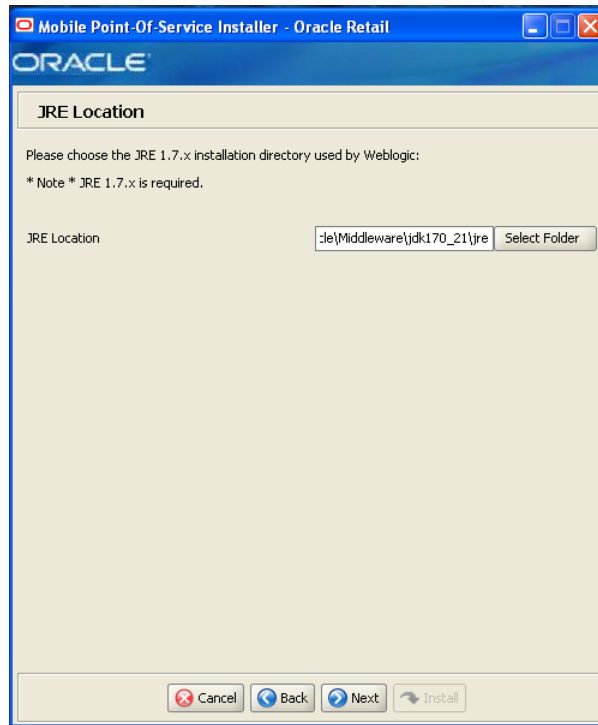 Mobile Point-Of-Service Installer - Oracle Retail
ORACLE
JRE Location
Please choose the JRE 1.7.x installation directory used by Weblogic:
* Note * JRE 1.7.x is required.
JRE Location :le\Middleware\jdk170_21\jre Select Folder
Cancel Back Next Install